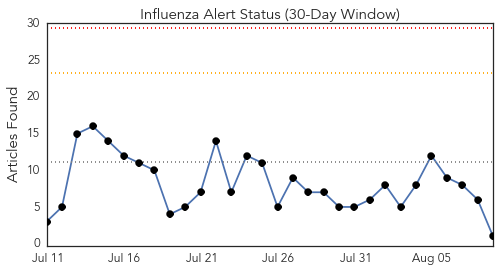 Influenza Alert Status (30-Day Window)
Articles Found
30
25
20
15
10
5
0
Jul 11 Jul 16 Jul 21 Jul 26 Jul 31 Aug 05